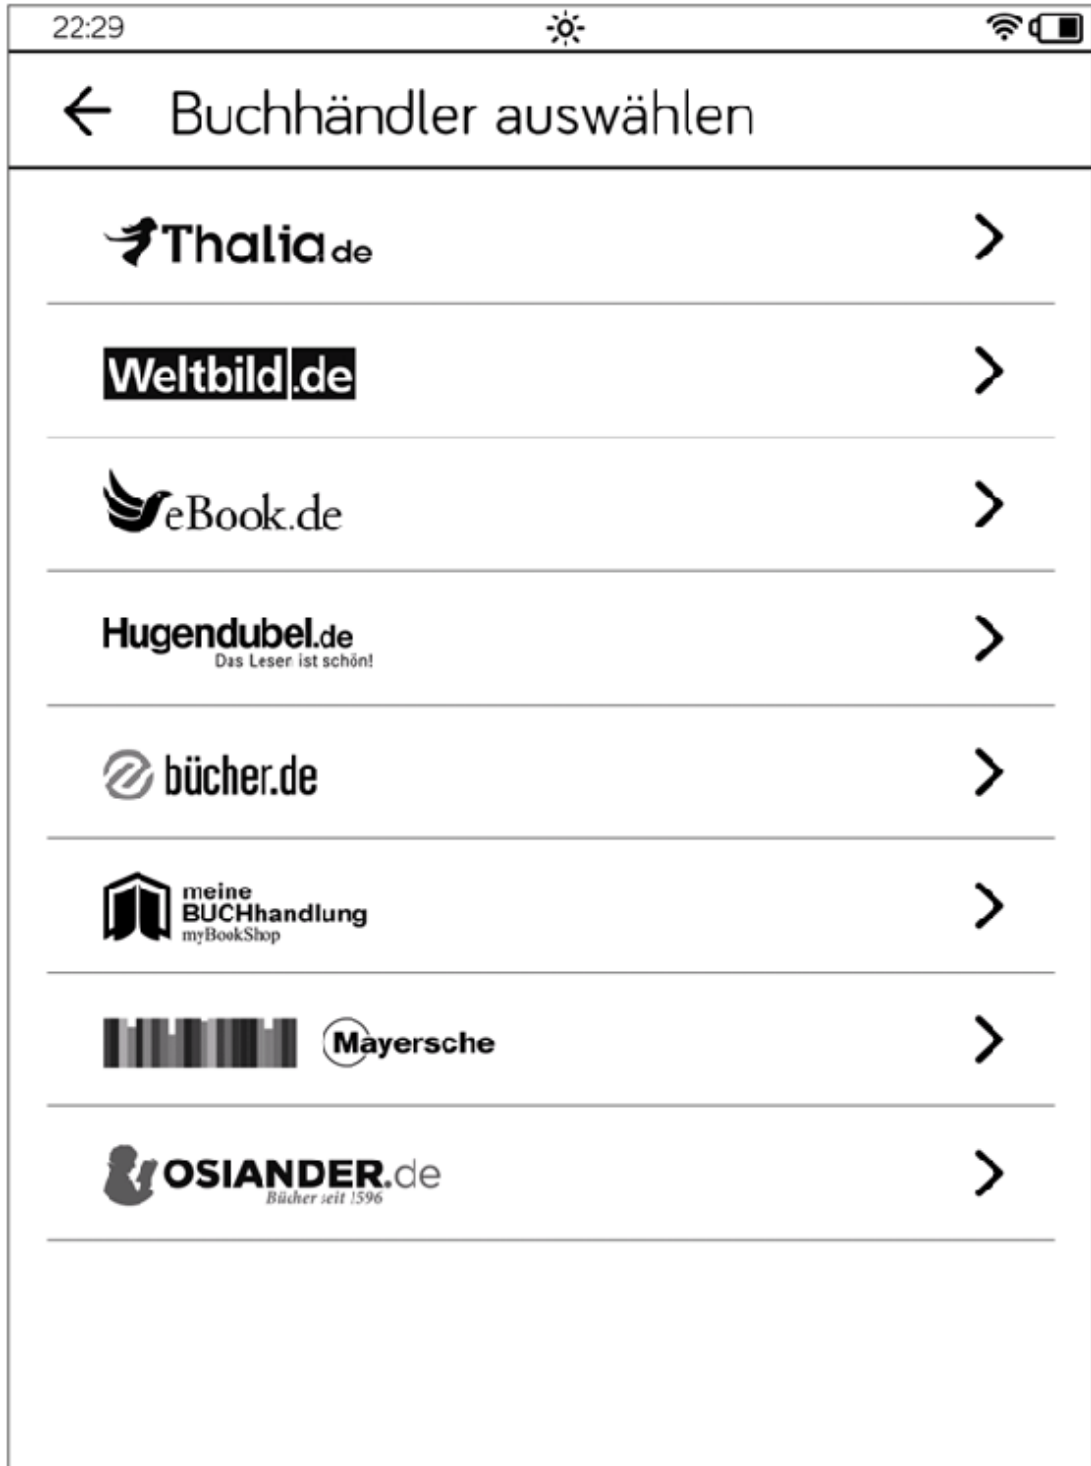 22:29
Buchhändler auswählen
Thalia.de
Weltbild.de
eBook.de
Hugendubel.de
Das Lesen ist schön!
bücher.de
meine
BUCHhandlung
myBookShop
Mayersche
OSIANDER.de
Bücher seit 1596